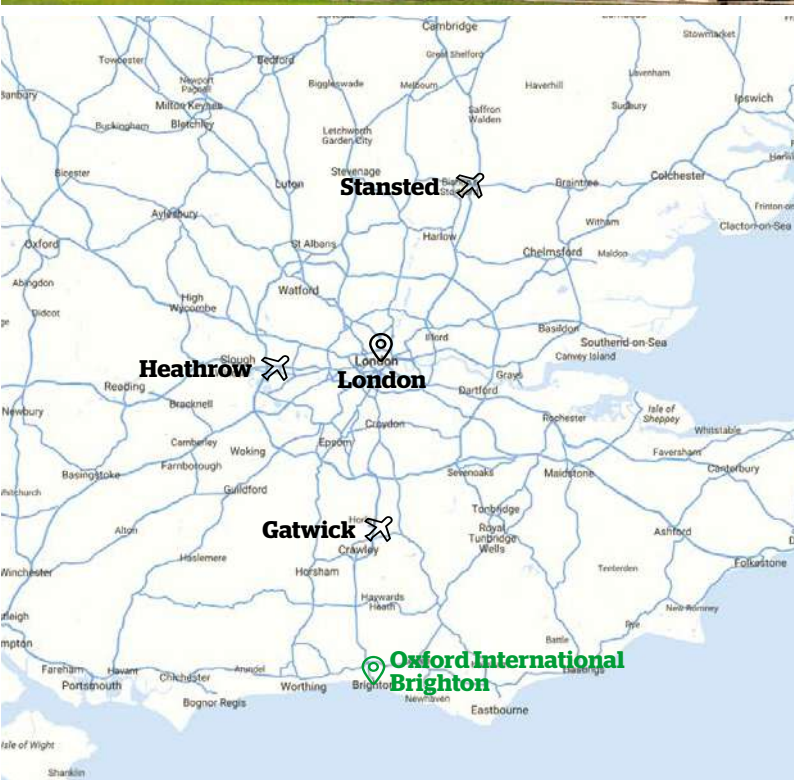 Cambridge
Stowmarket
Towcester
Bedford
Great Shelford
Newport
Pagnell
Biggleswade
Melbourn
Haverhill
Lavenham
Banbury
Milton Keynes
Saffron
Walden
Sudbury
Ipswich
Buckingham
Bletchley
Letchworth
Garden City
Bicester
Luton
Stevenage
Stansted
Braintree
Colchester
Aylesbury
Witham
Frinton-on
Clacton-on-Sea
Oxford
St Albans
Harlow
Chelmsford
Maldon
Abingdon
Watford
High
Wycombe
Didcot
Ilford
Basildon
Southend-on-Sea
Canvey Island
Heathrow
Slough
London
London
Grays
Reading
Dartford
Newbury
Bracknell
Croydon
Rochester
Isle of
Sheppey
Whitstable
Camberley
Woking
Epsom
Faversham
Farnborough
Basingstoke
Sevenoaks
Maidstone
Canterbury
Whitchurch
Guildford
Tonbridge
Alton
Gatwick
Crawley
Royal
Tunbridge
Wells
Ashford
Haslemere
Winchester
Horsham
Tenterden
Folkestone
Haywards
Heath
New Romney
Rye
Battle
Oxford International
Brighton
Fareham
Havant
Chichester
Arundel
Worthing
Brighton
Hastings
Portsmouth
Bognor Regis
Newhaven
Eastbourne
Isle of Wight
Shanklin